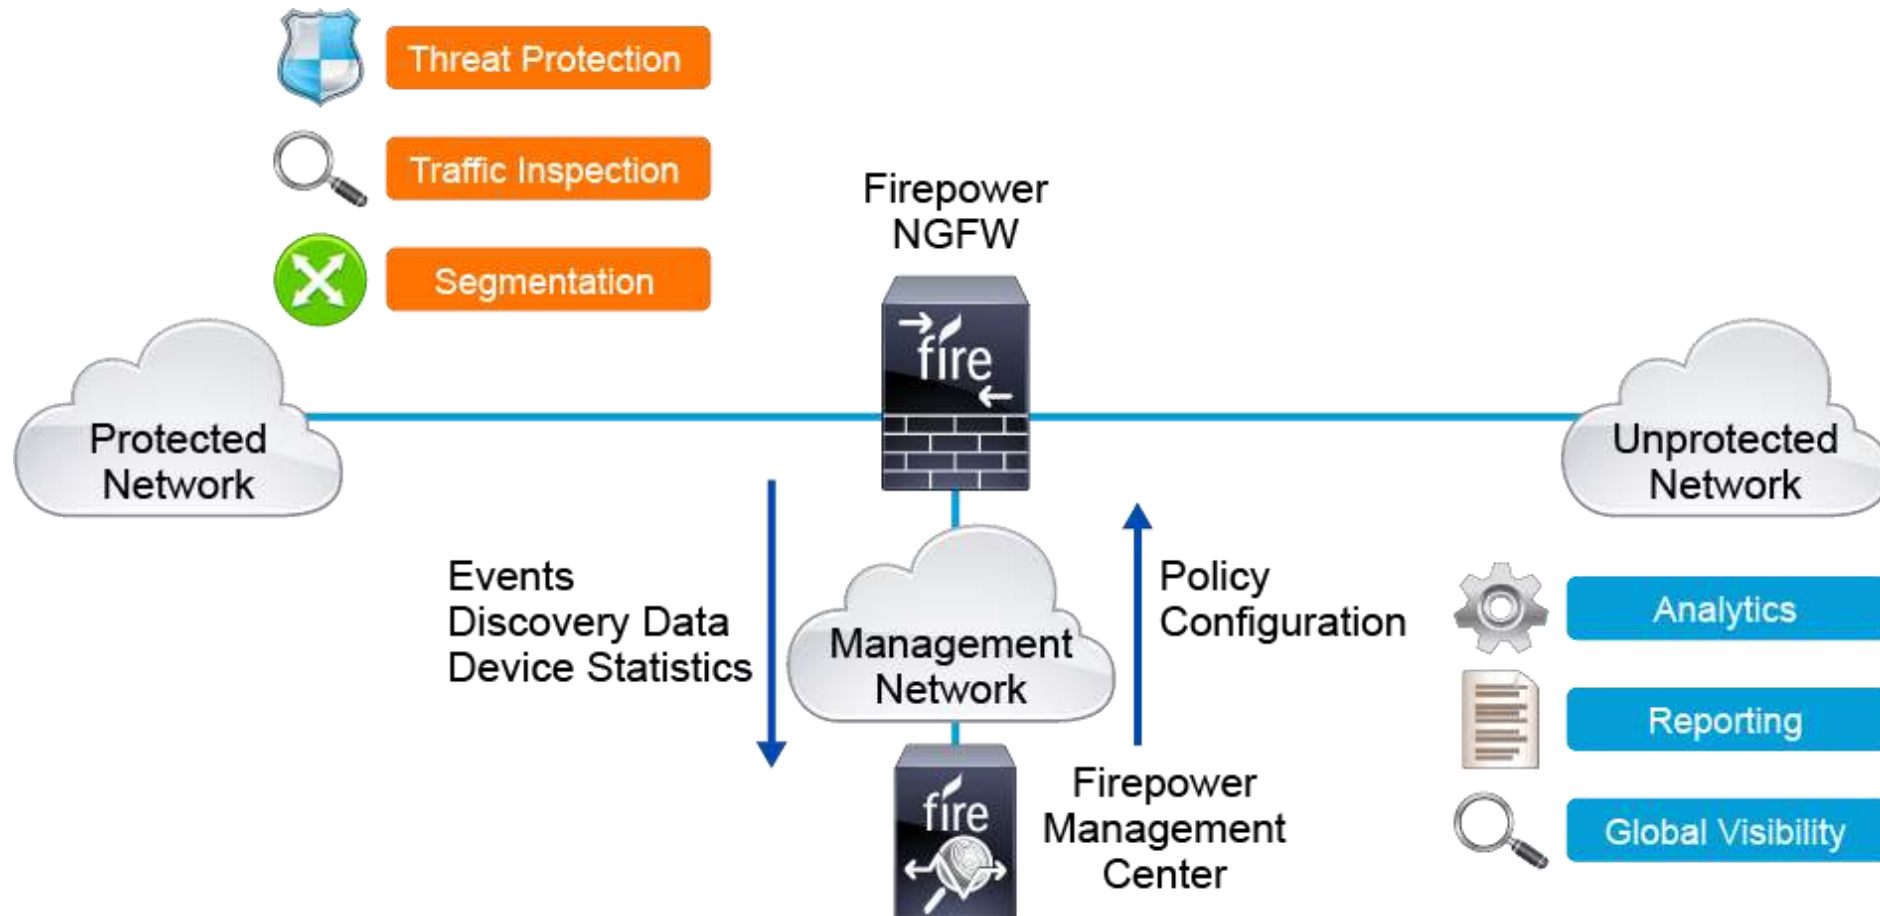 Threat Protection
Traffic Inspection
Segmentation
Firepower
NGFW
fire
Protected
Network
Unprotected
Network
Events
Discovery Data
Device Statistics
Management
Network
Policy
Configuration
Analytics
Reporting
Global Visibility
fire
Firepower
Management
Center